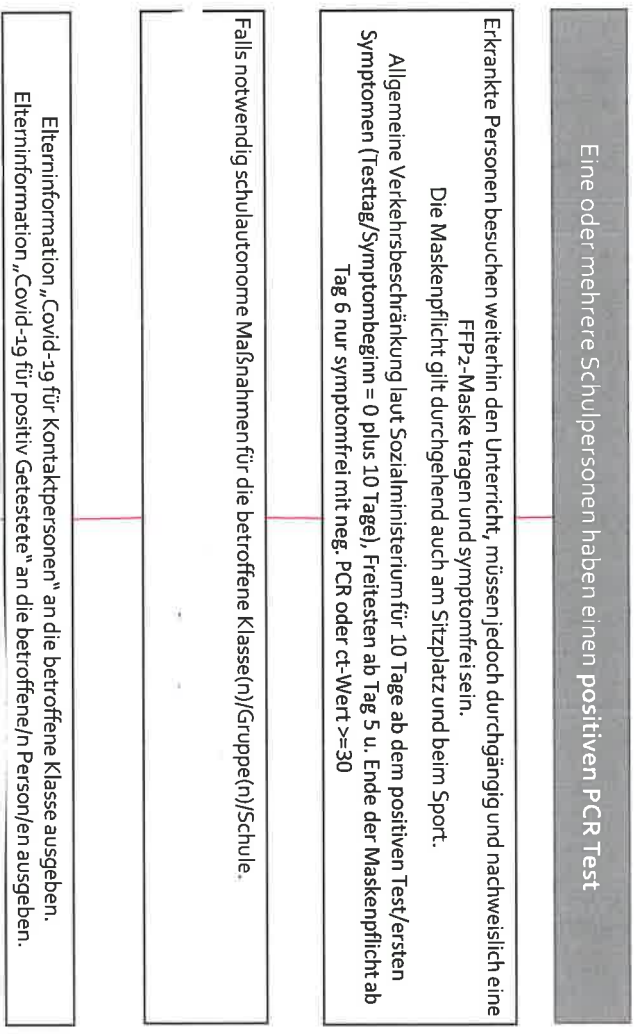 Eine oder mehrere Schulpersonen haben einen positiven PCR Test
Erkrankte Personen besuchen weiterhin den Unterricht, müssen jedoch durchgängig und nachweislich eine
FFP2-Maske tragen und symptomfrei sein.
Die Maskenpflicht gilt durchgehend auch am Sitzplatz und beim Sport.
Allgemeine Verkehrsbeschränkung laut Sozialministerium für 10 Tage ab dem positiven Test/ersten
Symptomen (Testtag/Symptombeginn = 0 plus 10 Tage), Freitesten ab Tag 5 u. Ende der Maskenpflicht ab
Tag 6 nur symptomfrei mit neg. PCR oder ct-Wert >=30
Falls notwendig schulautonome Maßnahmen für die betroffene Klasse(n)/Gruppe(n)/Schule.
Elterninformation „Covid-19 für Kontaktpersonen" an die betroffene Klasse ausgeben.
Elterninformation „Covid-19 für positiv Getestete" an die betroffene/n Person/en ausgeben.